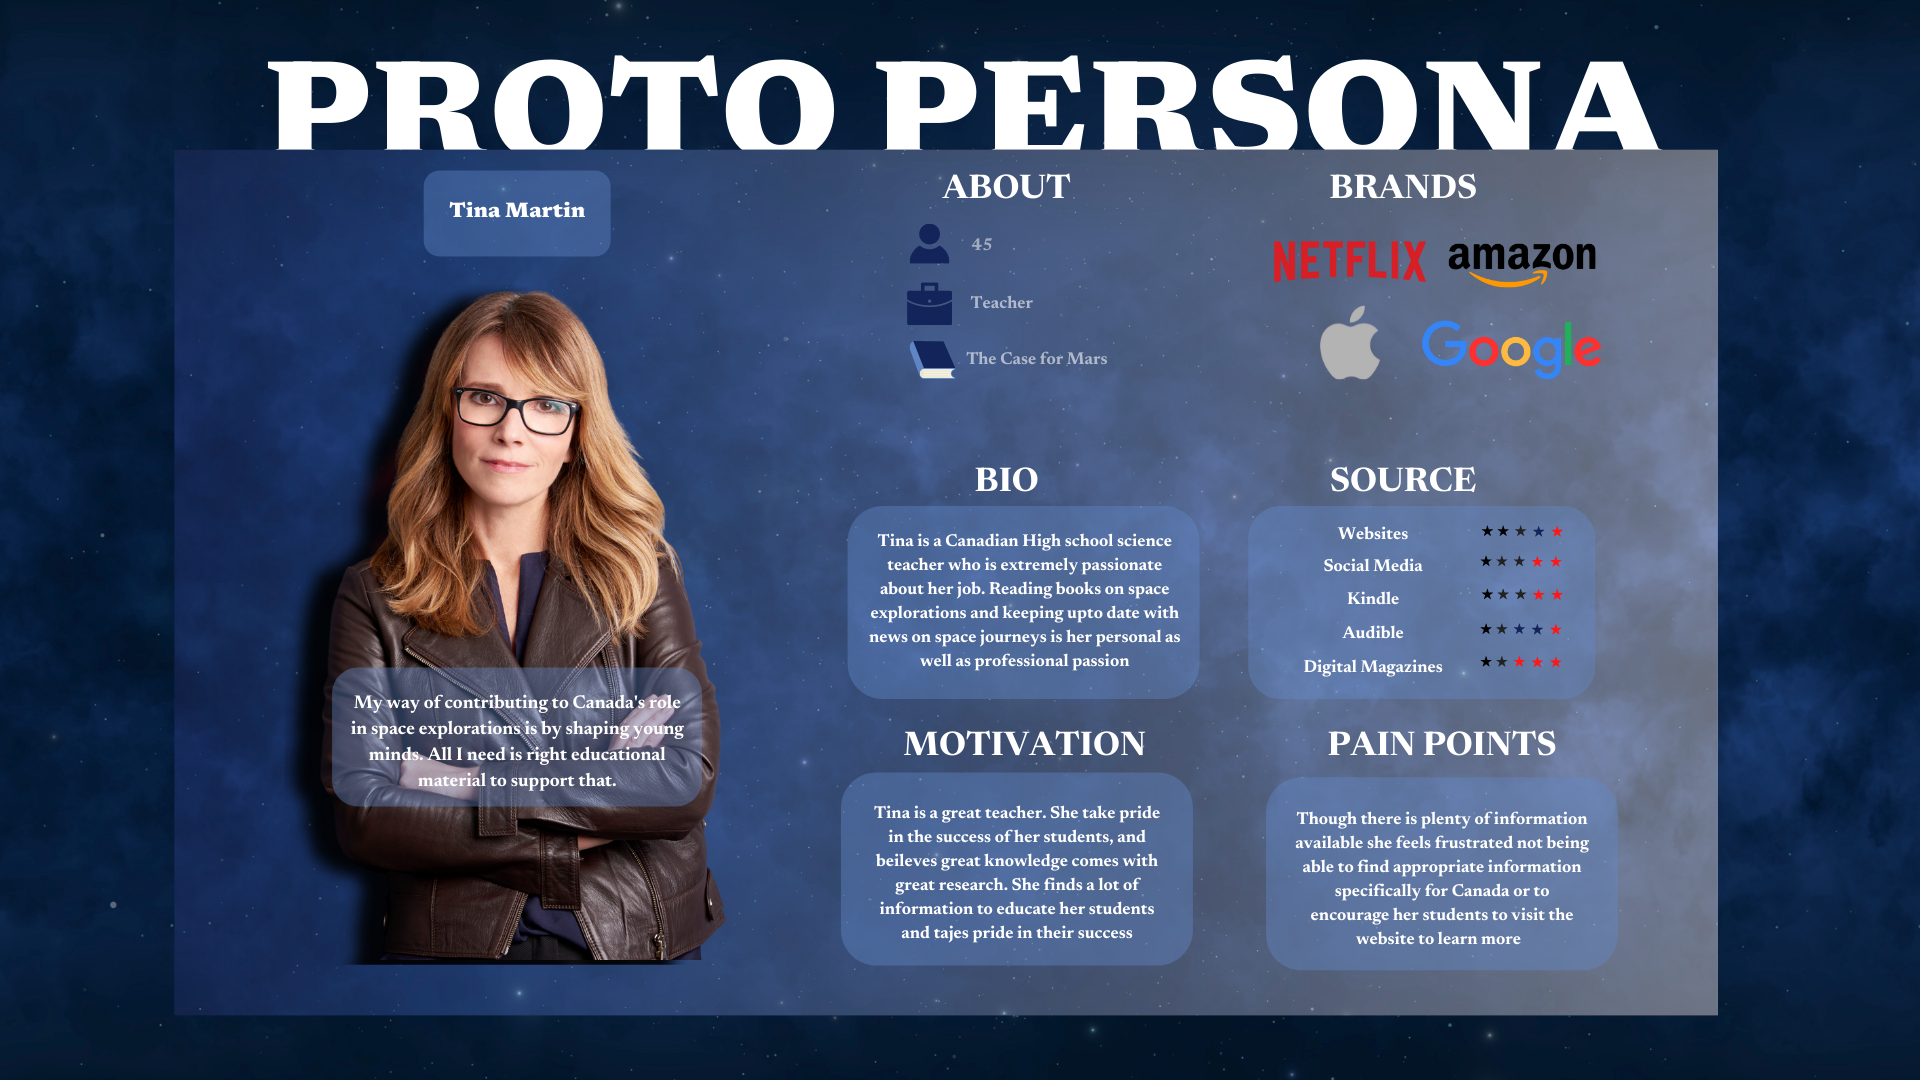 PROTO PERSONA
Tina Martin
My way of contributing to Canada's role
in space explorations is by shaping young
minds. All I need is right educational
material to support that.
ABOUT
45
Teacher
The Case for Mars
BRANDS
NETFLIX
amazon
Google
BIO
Tina is a Canadian High school science
teacher who is extremely passionate
about her job. Reading books on space
explorations and keeping upto date with
news on space journeys is her personal as
well as professional passion
SOURCE
Websites
Social Media
Kindle
Audible
Digital Magazines
MOTIVATION
Tina is a great teacher. She take pride
in the success of her students, and
beileves great knowledge comes with
great research. She finds a lot of
information to educate her students
and tajes pride in their success
PAIN POINTS
Though there is plenty of information
available she feels frustrated not being
able to find appropriate information
specifically for Canada or to
encourage her students to visit the
website to learn more